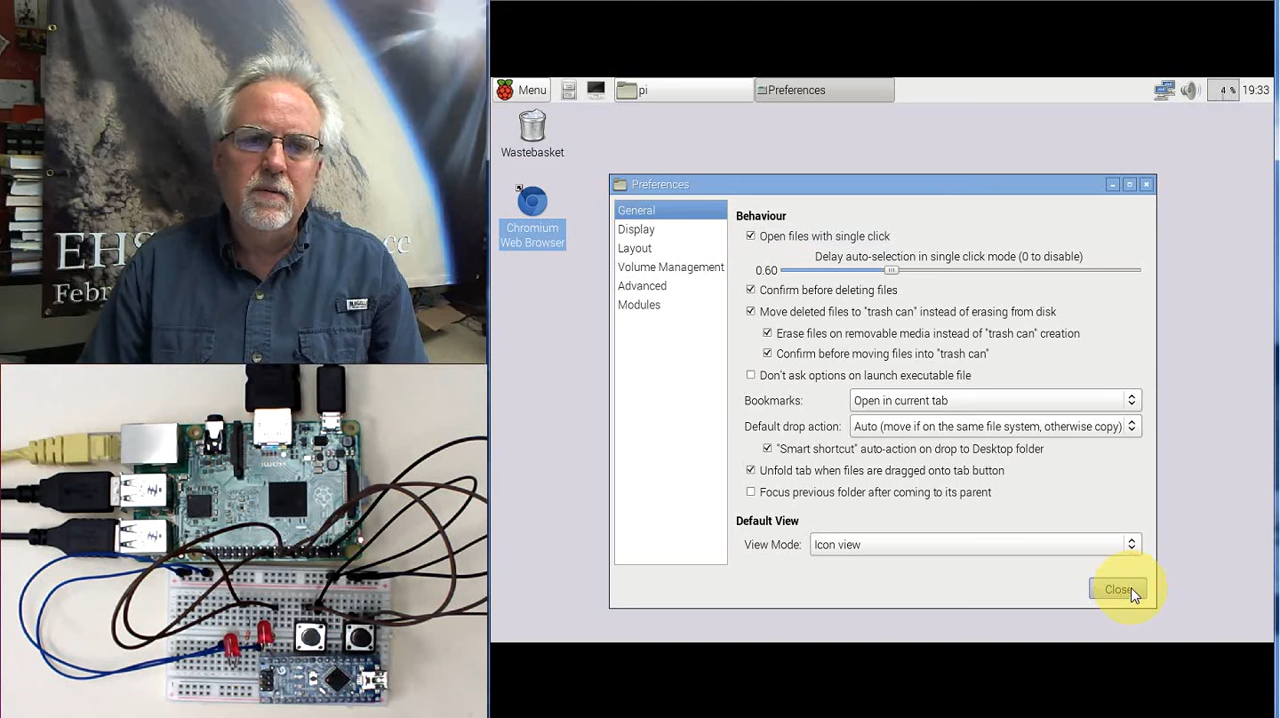 EHS
cc
Febr
Menu
pi
Preferences
4 %
19:33
Wastebasket
Chromium
Web Browser
Preferences
General
Display
Layout
Volume Management
Advanced
Modules
Behaviour
Open files with single click
Delay auto-selection in single click mode (0 to disable)
0.60
Confirm before deleting files
Move deleted files to "trash can" instead of erasing from disk
Erase files on removable media instead of "trash can" creation
Confirm before moving files into "trash can"
Don't ask options on launch executable file
Bookmarks: Open in current tab
Default drop action: Auto (move if on the same file system, otherwise copy)
"Smart shortcut" auto-action on drop to Desktop folder
Unfold tab when files are dragged onto tab button
Focus previous folder after coming to its parent
Default View
View Mode: Icon view
Close